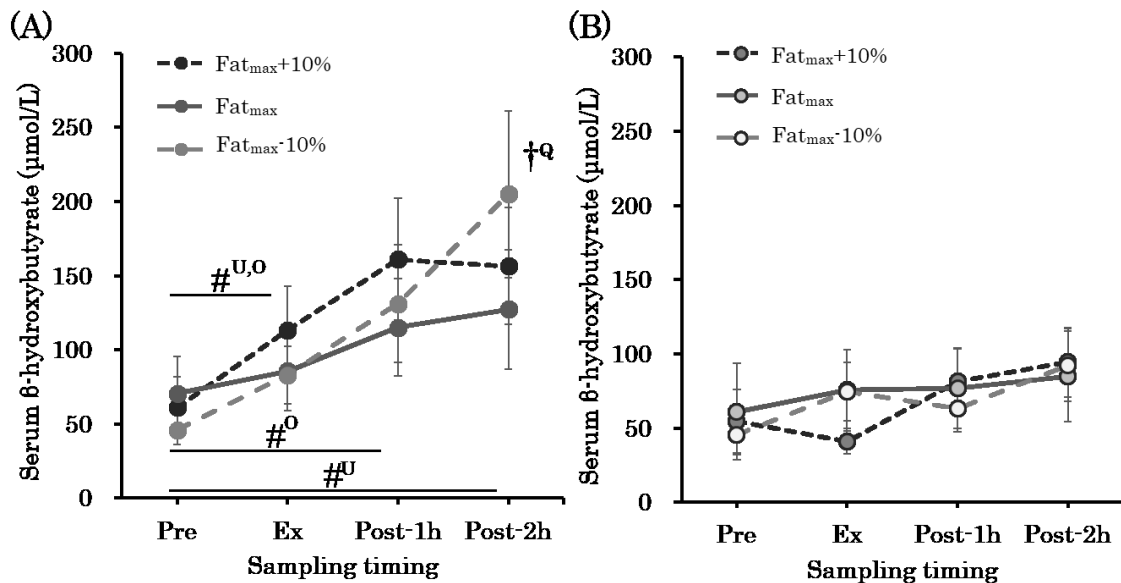 (A)
Serum β-hydroxybutyrate (μmol/L)
300
250
200
150
100
50
0
Fatmax+10%
Fatmax
Fatmax-10%
†Q
#U,O
#O
#U
Pre Ex Post-1h Post-2h
Sampling timing
(B)
Serum β-hydroxybutyrate (μmol/L)
300
250
200
150
100
50
0
Fatmax+10%
Fatmax
Fatmax-10%
Pre Ex Post-1h Post-2h
Sampling timing